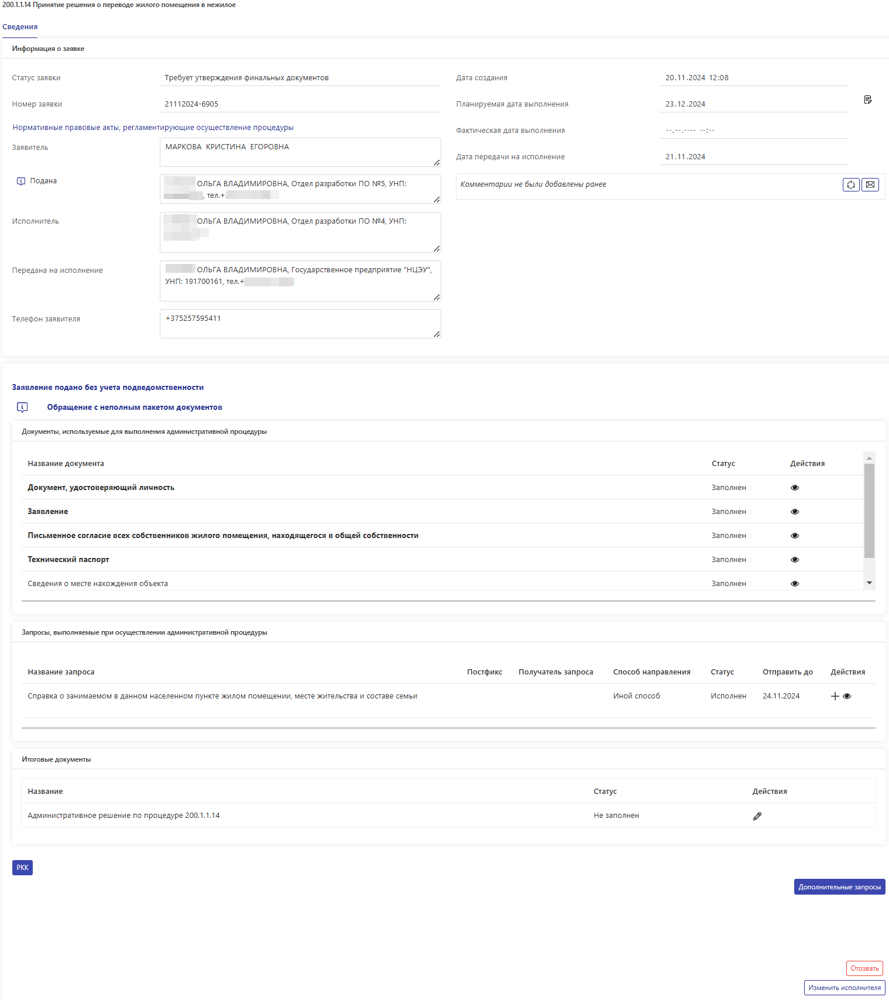 200.1.1.14 Принятие решения о переводе жилого помещения в нежилое
Сведения
Информация о заявке
Статус заявки
Требует утверждения финальных документов
Номер заявки
21112024-6905
Нормативные правовые акты, регламентирующие осуществление процедуры
Заявитель
МАРКОВА КРИСТИНА ЕГОРОВНА
Подана
ОЛЬГА ВЛАДИМИРОВНА, Отдел разработки ПО №5, УНП:
, тел.+
Исполнитель
ОЛЬГА ВЛАДИМИРОВНА, Отдел разработки ПО №4, УНП:
Передана на исполнение
ОЛЬГА ВЛАДИМИРОВНА, Государственное предприятие "НЦЭУ",
УНП: 191700161, тел.+
Телефон заявителя
+375257595411
Дата создания
20.11.2024 12:08
Планируемая дата выполнения
23.12.2024
Фактическая дата выполнения
--.--.---- --:--
Дата передачи на исполнение
21.11.2024
Комментарии не были добавлены ранее
Заявление подано без учета подведомственности
Обращение с неполным пакетом документов
Документы, используемые для выполнения административной процедуры
Название документа Статус Действия
Документ, удостоверяющий личность Заполнен
Заявление Заполнен
Письменное согласие всех собственников жилого помещения, находящегося в общей собственности Заполнен
Технический паспорт Заполнен
Сведения о месте нахождения объекта Заполнен
Запросы, выполняемые при осуществлении административной процедуры
Название запроса Постфикс Получатель запроса Способ направления Статус Отправить до Действия
Справка о занимаемом в данном населенном пункте жилом помещении, месте жительства и составе семьи Иной способ Исполнен 24.11.2024
Итоговые документы
Название Статус Действия
Административное решение по процедуре 200.1.1.14 Не заполнен
РКК
Дополнительные запросы
Отозвать
Изменить исполнителя